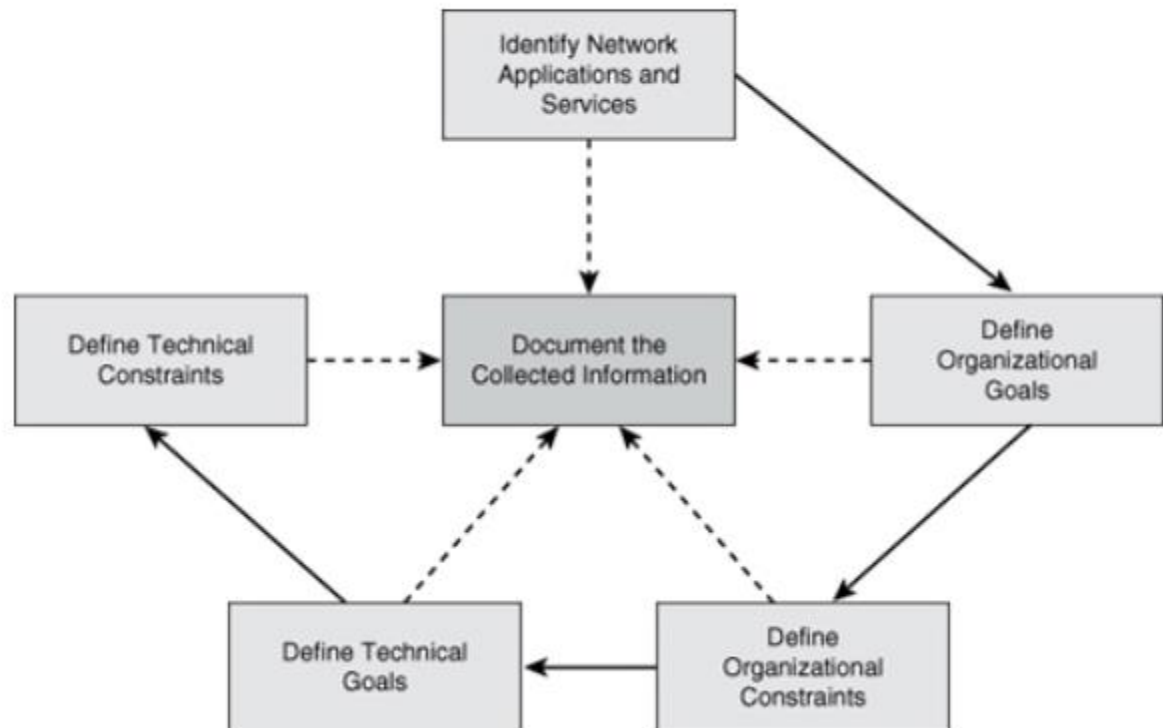 Identify Network
Applications and
Services
Define Technical
Constraints
Document the
Collected Information
Define
Organizational
Goals
Define Technical
Goals
Define
Organizational
Constraints